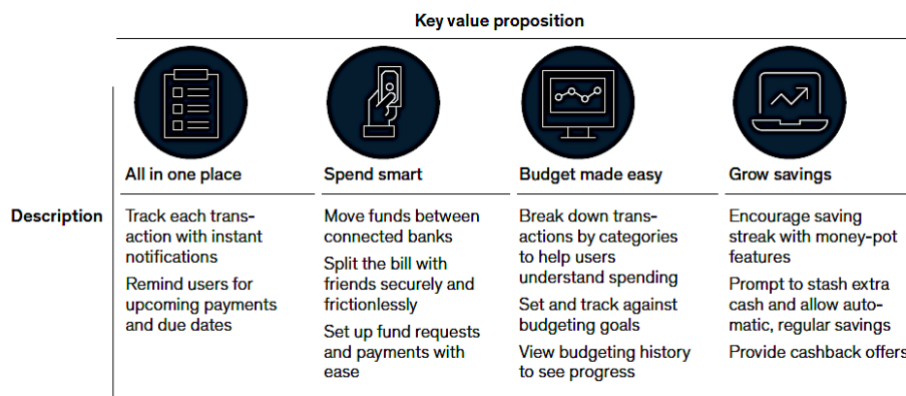 Key value proposition
All in one place
Spend smart
Budget made easy
Grow savings
Description
Track each trans-
action with instant
notifications
Remind users for
upcoming payments
and due dates
Move funds between
connected banks
Split the bill with
friends securely and
frictionlessly
Set up fund requests
and payments with
ease
Break down trans-
actions by categories
to help users
understand spending
Set and track against
budgeting goals
View budgeting history
to see progress
Encourage saving
streak with money-pot
features
Prompt to stash extra
cash and allow auto-
matic, regular savings
Provide cashback offers